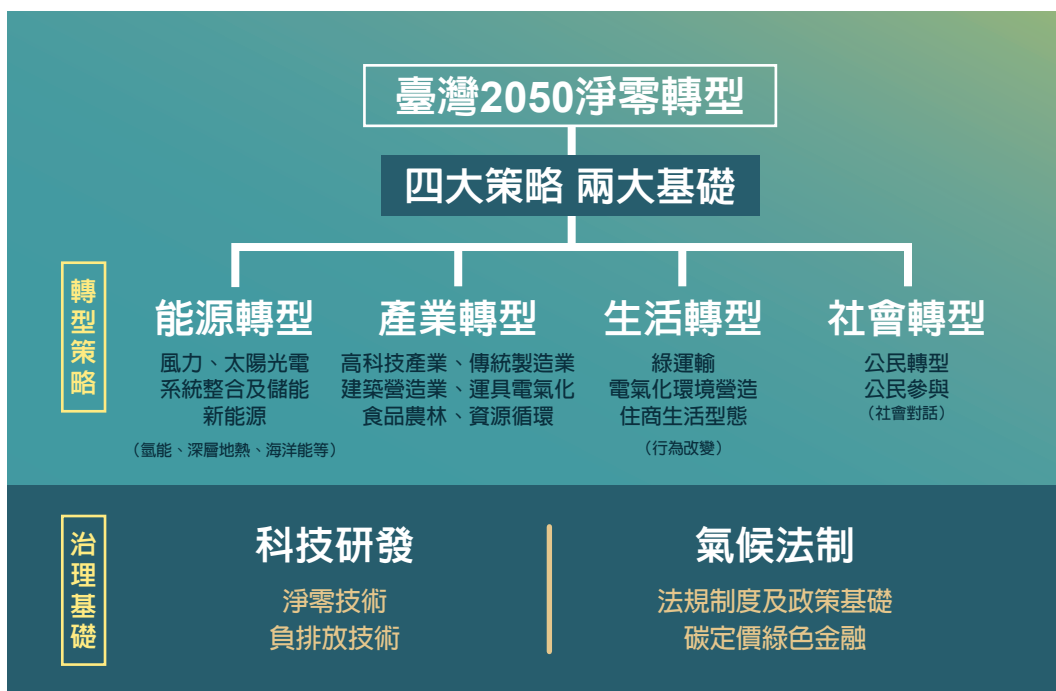 臺灣2050淨零轉型
四大策略 兩大基礎
轉型策略
能源轉型
風力、太陽光電
系統整合及儲能
新能源
（氫能、深層地熱、海洋能等）
產業轉型
高科技產業、傳統製造業
建築營造業、運具電氣化
食品農林、資源循環
生活轉型
綠運輸
電氣化環境營造
住商生活型態
（行為改變）
社會轉型
公民轉型
公民參與
（社會對話）
治理基礎
科技研發
淨零技術
負排放技術
氣候法制
法規制度及政策基礎
碳定價綠色金融